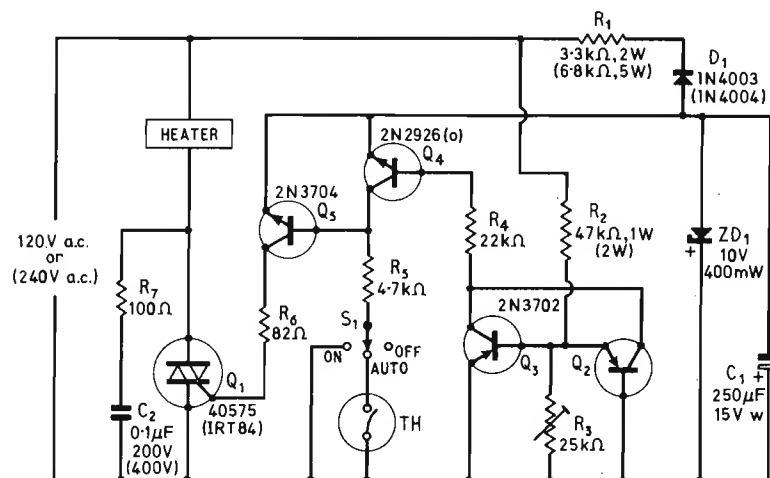 R1
3·3kΩ, 2W
(6·8kΩ, 5W)
D1
1N4003
(1N4004)
HEATER
2N2926(o)
Q4
2N3704
Q5
120V a.c.
or
(240V a.c.)
R4
22kΩ
R2
47kΩ, 1W
(2W)
ZD1
10V
400mW
+
R7
100Ω
R5
4·7kΩ
R6
82Ω
S1
ON
OFF
AUTO
2N3702
Q3
Q2
Q1
40575
(IRT84)
TH
C2
0·1μF
200V
(400V)
R3
25kΩ
C1 +
250μF
15V w